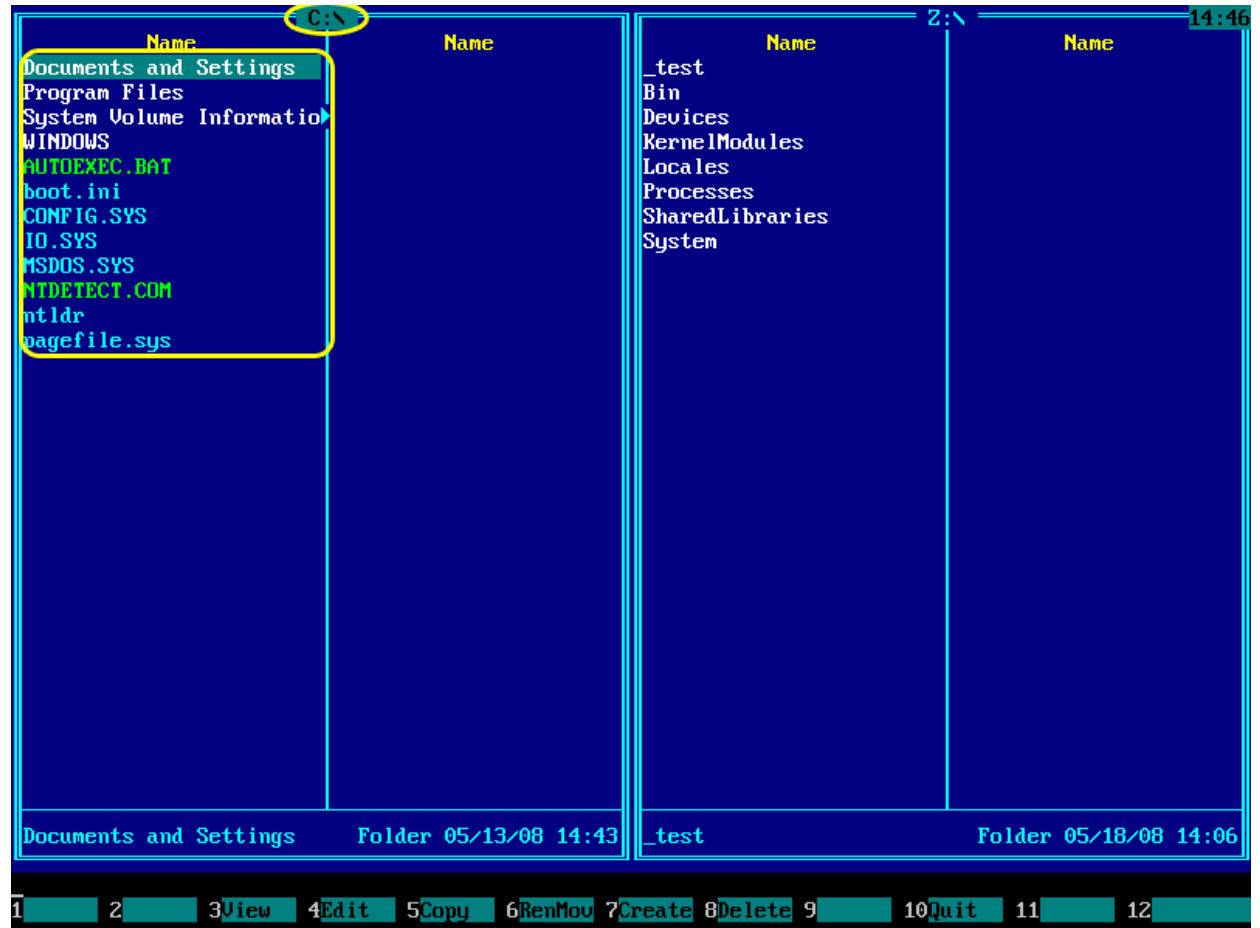 C:\
Name Name
Documents and Settings
Program Files
System Volume Informatio
WINDOWS
AUTOEXEC.BAT
boot.ini
CONFIG.SYS
IO.SYS
MSDOS.SYS
NTDETECT.COM
ntldr
pagefile.sys
Documents and Settings Folder 05/13/08 14:43
Z:\ 14:46
Name Name
_test
Bin
Devices
KernelModules
Locales
Processes
SharedLibraries
System
_test Folder 05/18/08 14:06
1 2 3View 4Edit 5Copy 6RenMov 7Create 8Delete 9 10Quit 11 12